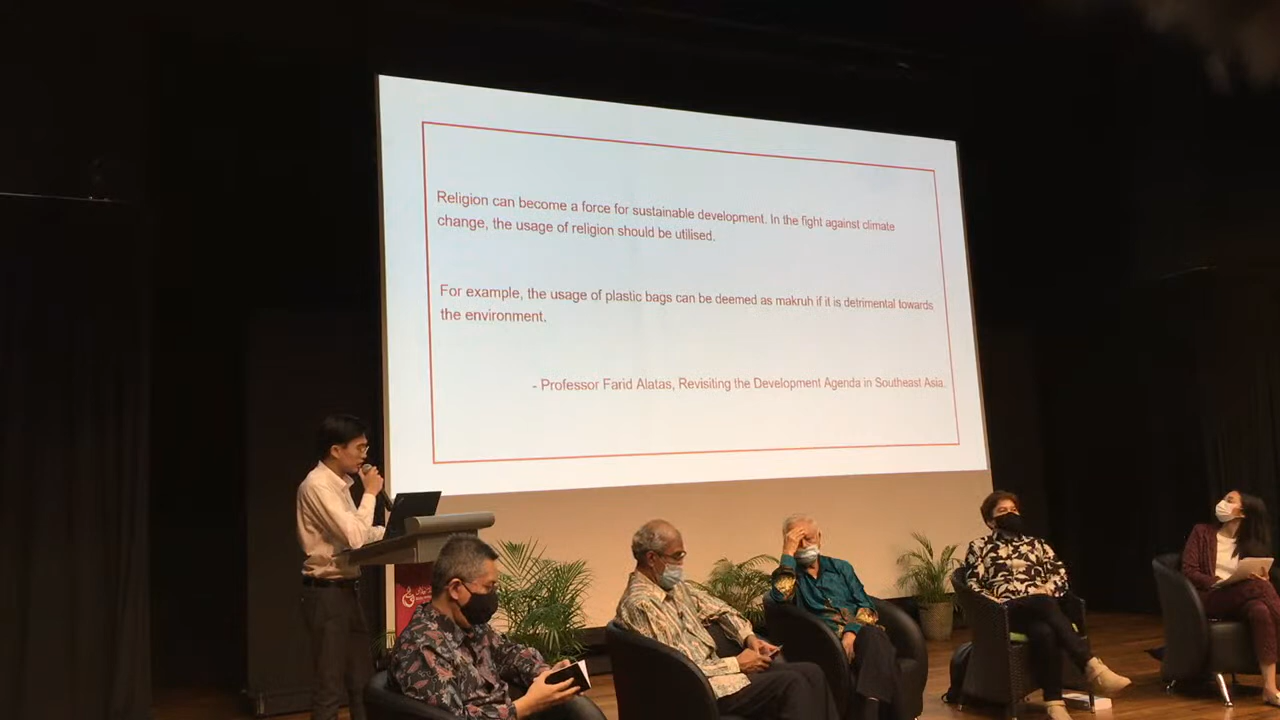 Religion can become a force for sustainable development. In the fight against climate
change, the usage of religion should be utilised.
For example, the usage of plastic bags can be deemed as makruh if it is detrimental towards
the environment.
- Professor Farid Alatas, Revisiting the Development Agenda in Southeast Asia.